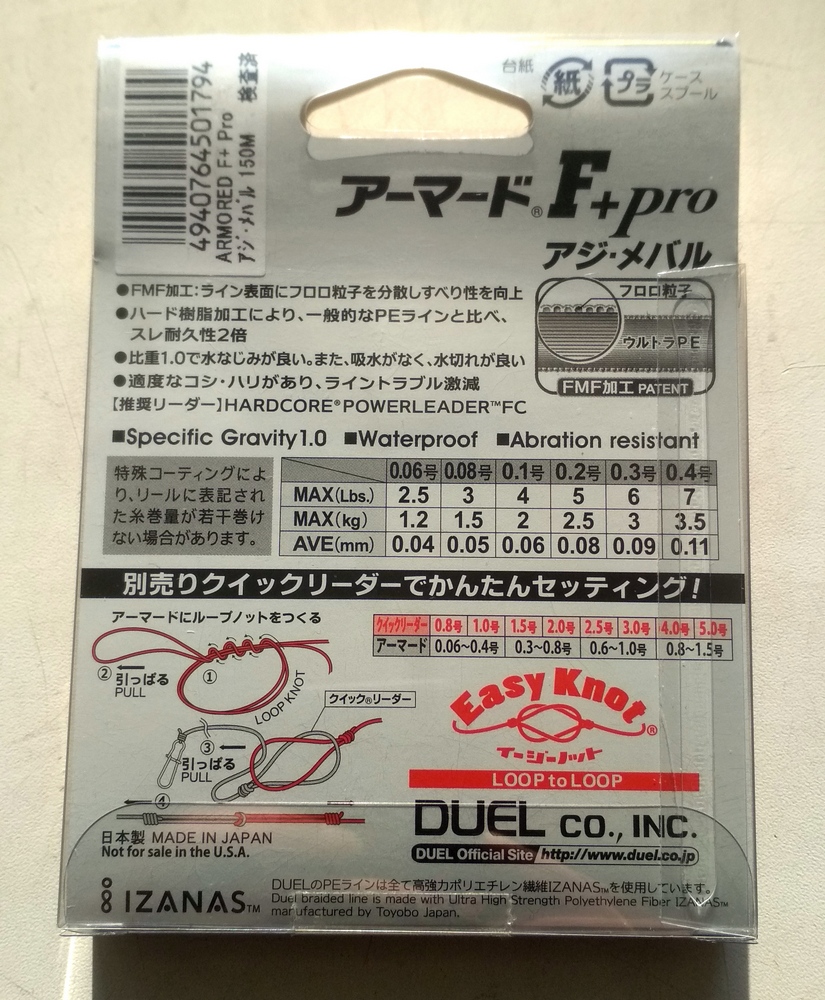 4940764501794
ARMORED F+ Pro
アジ・メバル 150M 検査済
台紙 紙 プラ ケース
スプール
アーマード® F+pro
アジ・メバル
●FMF加工:ライン表面にフロロ粒子を分散しすべり性を向上
●ハード樹脂加工により、一般的なPEラインと比べ、
スレ耐久性2倍
●比重1.0で水なじみが良い。また、吸水がなく、水切れが良い
●適度なコシ・ハリがあり、ライントラブル激減
【推奨リーダー】HARDCORE®POWERLEADER™FC
フロロ粒子
ウルトラPE
FMF加工 PATENT
■Specific Gravity1.0 ■Waterproof ■Abration resistant
特殊コーティングによ
り、リールに表記され
た糸巻量が若干巻け
ない場合があります。
0.06号 0.08号 0.1号 0.2号 0.3号 0.4号
MAX(Lbs.) 2.5 3 4 5 6 7
MAX(kg) 1.2 1.5 2 2.5 3 3.5
AVE(mm) 0.04 0.05 0.06 0.08 0.09 0.11
別売りクイックリーダーでかんたんセッティング!
アーマードにループノットをつくる
②引っぱる
PULL
①
LOOP KNOT
クイック®リーダー
③
引っぱる
PULL
④
クイックリーダー 0.8号 1.0号 1.5号 2.0号 2.5号 3.0号 4.0号 5.0号
アーマード 0.06~0.4号 0.3~0.8号 0.6~1.0号 0.8~1.5号
Easy Knot®
イージーノット
LOOP to LOOP
日本製 MADE IN JAPAN
Not for sale in the U.S.A.
DUEL CO., INC.
DUEL Official Site http://www.duel.co.jp
IZANAS™
DUELのPEラインは全て高強力ポリエチレン繊維IZANAS™を使用しています。
Duel braided line is made with Ultra High Strength Polyethylene Fiber IZANAS™
manufactured by Toyobo Japan.